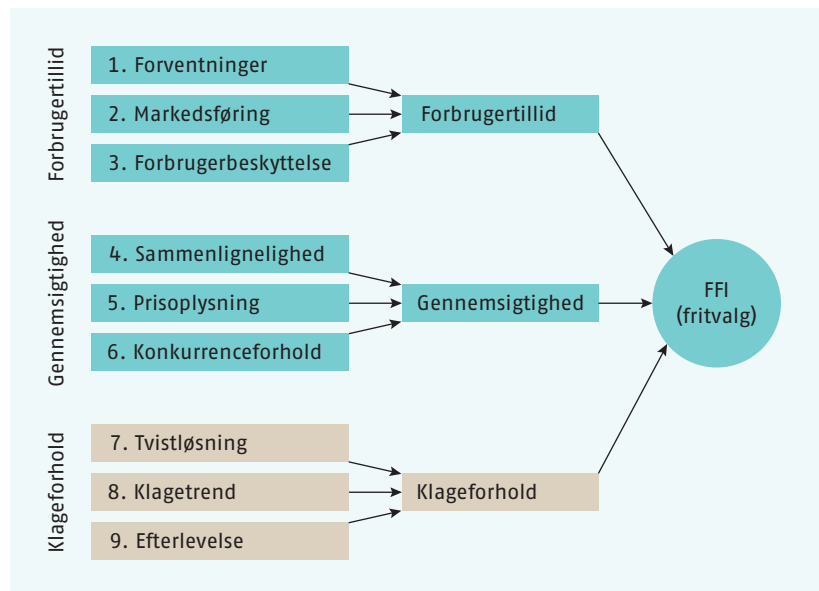 Forbrugertillid
1. Forventninger
2. Markedsføring
3. Forbrugerbeskyttelse
Forbrugertillid
Gennemsigtighed
4. Sammenlignelighed
5. Prisoplysning
6. Konkurrenceforhold
Gennemsigtighed
Klageforhold
7. Tvistløsning
8. Klagetrend
9. Efterlevelse
Klageforhold
FFI
(fritvalg)